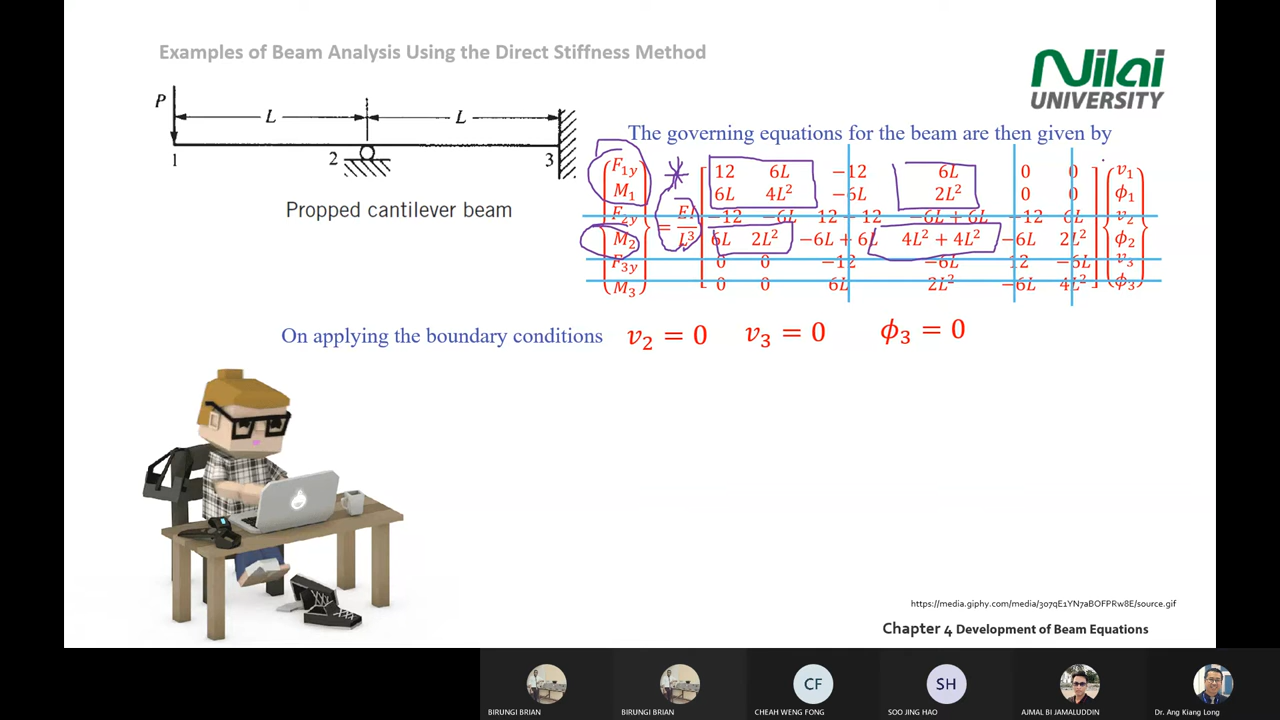 Examples of Beam Analysis Using the Direct Stiffness Method
Nilai
UNIVERSITY
P
L
L
1
2
3
Propped cantilever beam
The governing equations for the beam are then given by
F₁y 12 6L −12 6L 0 0 v₁
M₁ 6L 4L² −6L 2L² 0 0 ϕ₁
F₂y −12 −6L 12 + 12 −6L + 6L −12 6L v₂
= EI/L³
M₂ 6L 2L² −6L + 6L 4L² + 4L² −6L 2L² ϕ₂
F₃y 0 0 −12 −6L 12 −6L v₃
M₃ 0 0 6L 2L² −6L 4L² ϕ₃
On applying the boundary conditions v₂ = 0 v₃ = 0 ϕ₃ = 0
https://media.giphy.com/media/3o7qE1YN7aBOFPRw8E/source.gif
Chapter 4 Development of Beam Equations
CF
SH
BIRUNGI BRIAN
BIRUNGI BRIAN
CHEAH WENG FONG
SOO JING HAO
AJMAL BI JAMALUDDIN
Dr. Ang Kiang Long